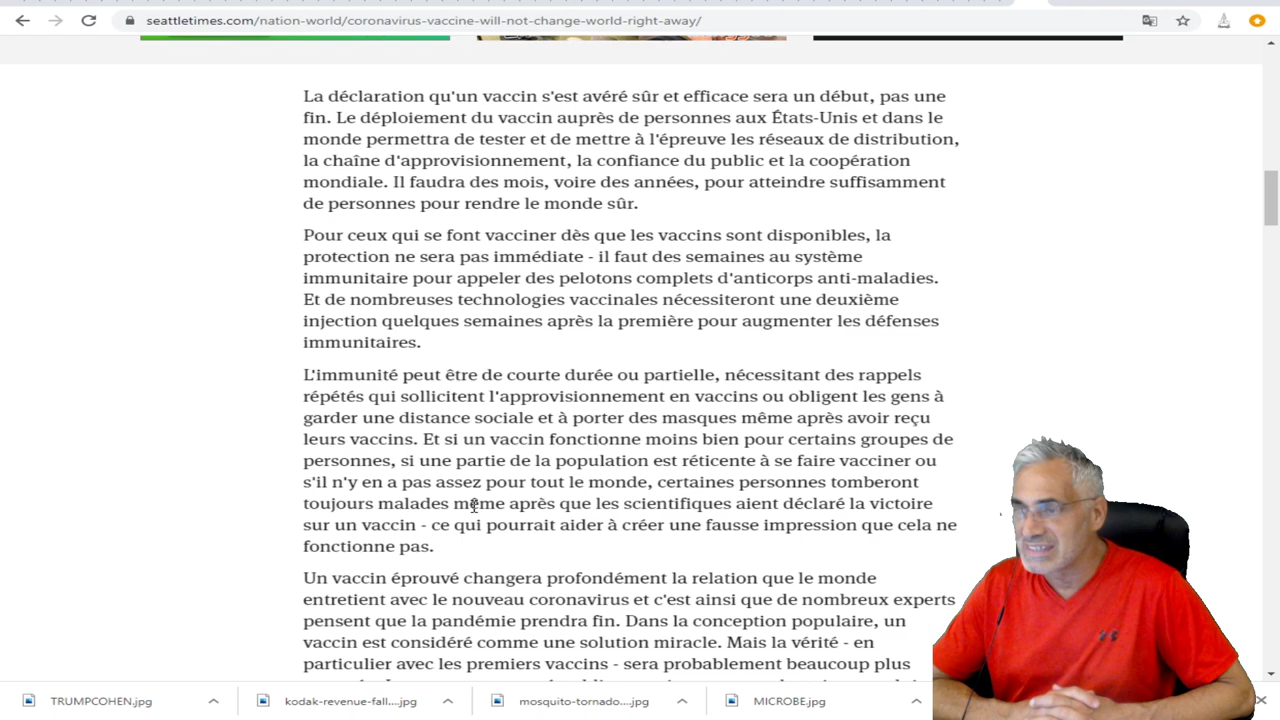 seattletimes.com/nation-world/coronavirus-vaccine-will-not-change-world-right-away/
La déclaration qu'un vaccin s'est avéré sûr et efficace sera un début, pas une
fin. Le déploiement du vaccin auprès de personnes aux États-Unis et dans le
monde permettra de tester et de mettre à l'épreuve les réseaux de distribution,
la chaîne d'approvisionnement, la confiance du public et la coopération
mondiale. Il faudra des mois, voire des années, pour atteindre suffisamment
de personnes pour rendre le monde sûr.
Pour ceux qui se font vacciner dès que les vaccins sont disponibles, la
protection ne sera pas immédiate - il faut des semaines au système
immunitaire pour appeler des pelotons complets d'anticorps anti-maladies.
Et de nombreuses technologies vaccinales nécessiteront une deuxième
injection quelques semaines après la première pour augmenter les défenses
immunitaires.
L'immunité peut être de courte durée ou partielle, nécessitant des rappels
répétés qui sollicitent l'approvisionnement en vaccins ou obligent les gens à
garder une distance sociale et à porter des masques même après avoir reçu
leurs vaccins. Et si un vaccin fonctionne moins bien pour certains groupes de
personnes, si une partie de la population est réticente à se faire vacciner ou
s'il n'y en a pas assez pour tout le monde, certaines personnes tomberont
toujours malades même après que les scientifiques aient déclaré la victoire
sur un vaccin - ce qui pourrait aider à créer une fausse impression que cela ne
fonctionne pas.
Un vaccin éprouvé changera profondément la relation que le monde
entretient avec le nouveau coronavirus et c'est ainsi que de nombreux experts
pensent que la pandémie prendra fin. Dans la conception populaire, un
vaccin est considéré comme une solution miracle. Mais la vérité - en
particulier avec les premiers vaccins - sera probablement beaucoup plus
TRUMPCOHEN.jpg
kodak-revenue-fall....jpg
mosquito-tornado....jpg
MICROBE.jpg